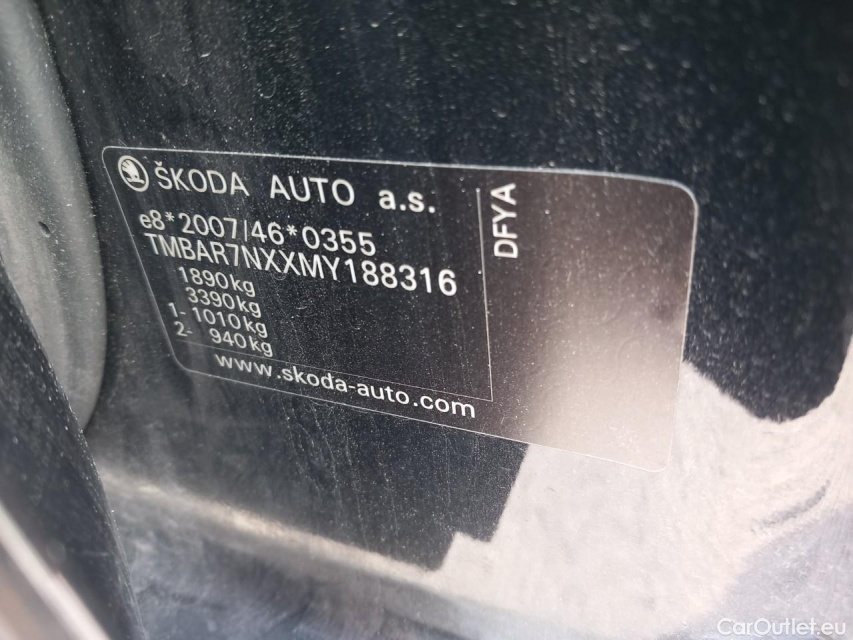 ŠKODA AUTO a.s.
e8*2007/46*0355
TMBAR7NXXMY188316
1890kg
3390kg
1- 1010kg
2- 940kg
www.skoda-auto.com
DFYA
CarOutlet.eu